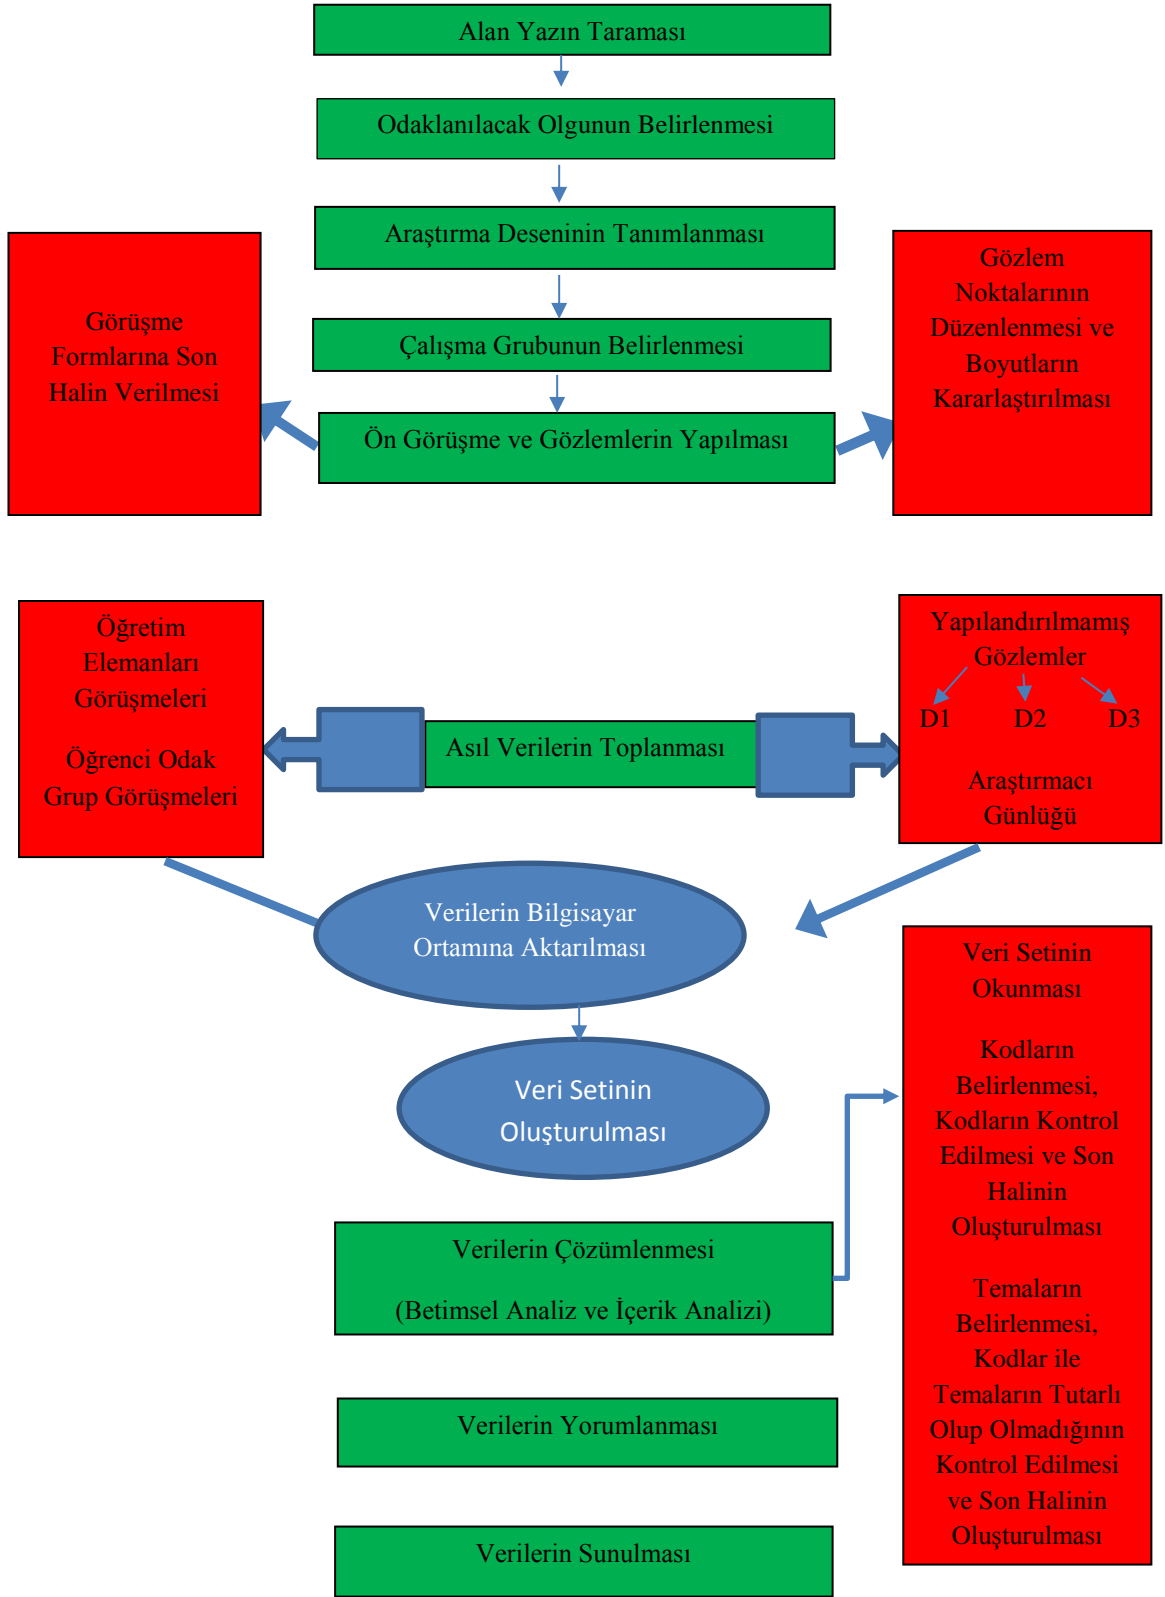 Alan Yazın Taraması
Odaklanılacak Olgunun Belirlenmesi
Araştırma Deseninin Tanımlanması
Çalışma Grubunun Belirlenmesi
Ön Görüşme ve Gözlemlerin Yapılması
Görüşme
Formlarına Son
Halin Verilmesi
Gözlem
Noktalarının
Düzenlenmesi ve
Boyutların
Kararlaştırılması
Öğretim
Elemanları
Görüşmeleri
Öğrenci Odak
Grup Görüşmeleri
Asıl Verilerin Toplanması
Yapılandırılmamış
Gözlemler
D1 D2 D3
Araştırmacı
Günlüğü
Verilerin Bilgisayar
Ortamına Aktarılması
Veri Setinin
Oluşturulması
Verilerin Çözümlenmesi
(Betimsel Analiz ve İçerik Analizi)
Veri Setinin
Okunması
Kodların
Belirlenmesi,
Kodların Kontrol
Edilmesi ve Son
Halinin
Oluşturulması
Temaların
Belirlenmesi,
Kodlar ile
Temaların Tutarlı
Olup Olmadığının
Kontrol Edilmesi
ve Son Halinin
Oluşturulması
Verilerin Yorumlanması
Verilerin Sunulması